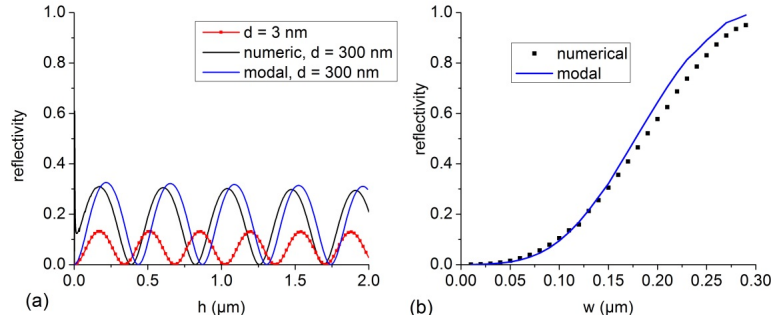 d = 3 nm
numeric, d = 300 nm
modal, d = 300 nm
reflectivity
1.0
0.8
0.6
0.4
0.2
0.0
0.0 0.5 1.0 1.5 2.0
(a) h (µm)
numerical
modal
reflectivity
1.0
0.8
0.6
0.4
0.2
0.0
0.00 0.05 0.10 0.15 0.20 0.25 0.30
(b) w (µm)